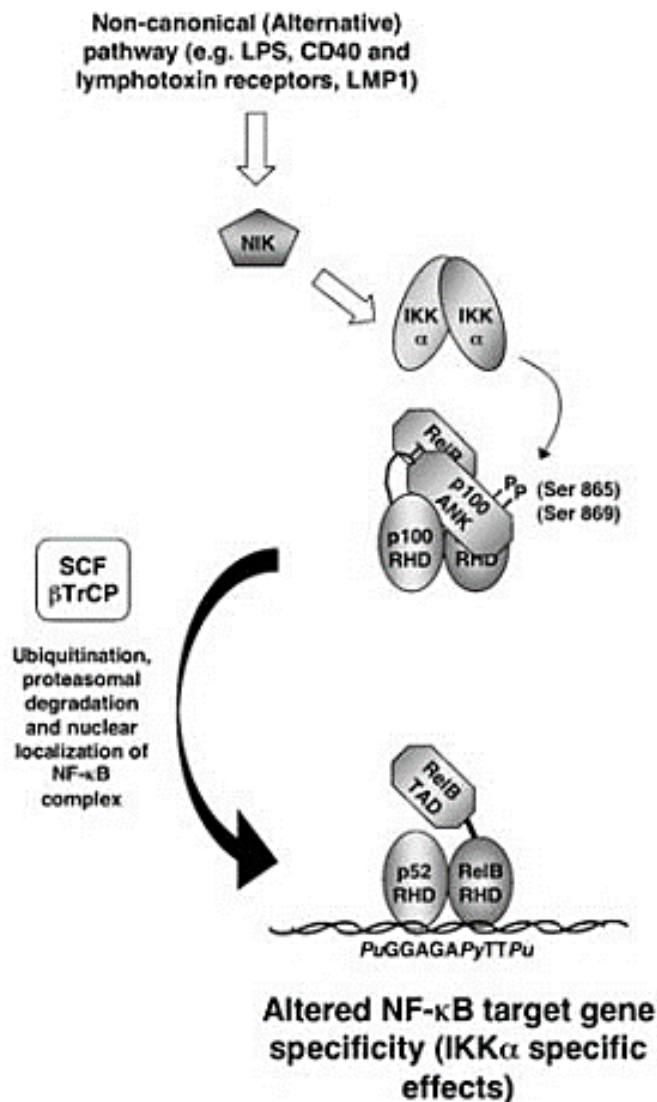 Non-canonical (Alternative)
pathway (e.g. LPS, CD40 and
lymphotoxin receptors, LMP1)
NIK
IKK IKK
α α
RelB
p100
ANK
P
P
(Ser 865)
(Ser 869)
p100
RHD
RHD
SCF
βTrCP
Ubiquitination,
proteasomal
degradation
and nuclear
localization of
NF-κB
complex
RelB
TAD
p52
RHD
RelB
RHD
PuGGAGAPyTTPu
Altered NF-κB target gene
specificity (IKKα specific
effects)